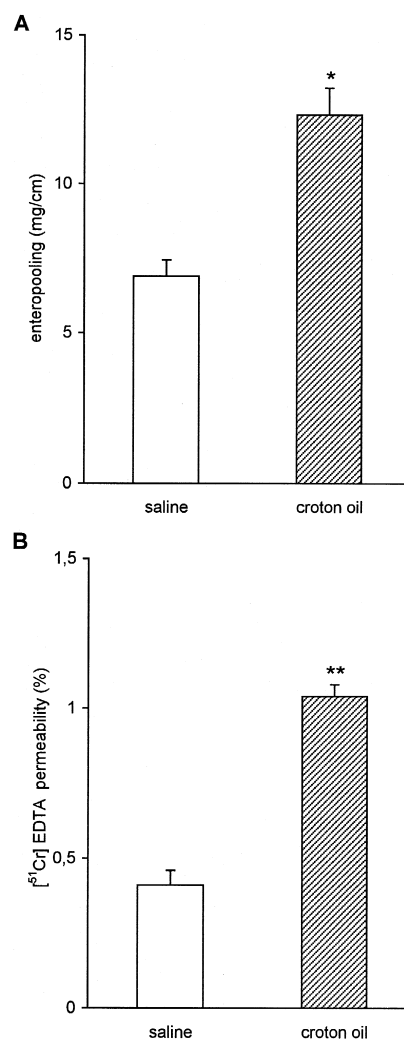 A
15
*
10
enteropooling (mg/cm)
5
0
saline croton oil
B
1,5
**
[⁵¹Cr] EDTA permeability (%)
1
0,5
0
saline croton oil